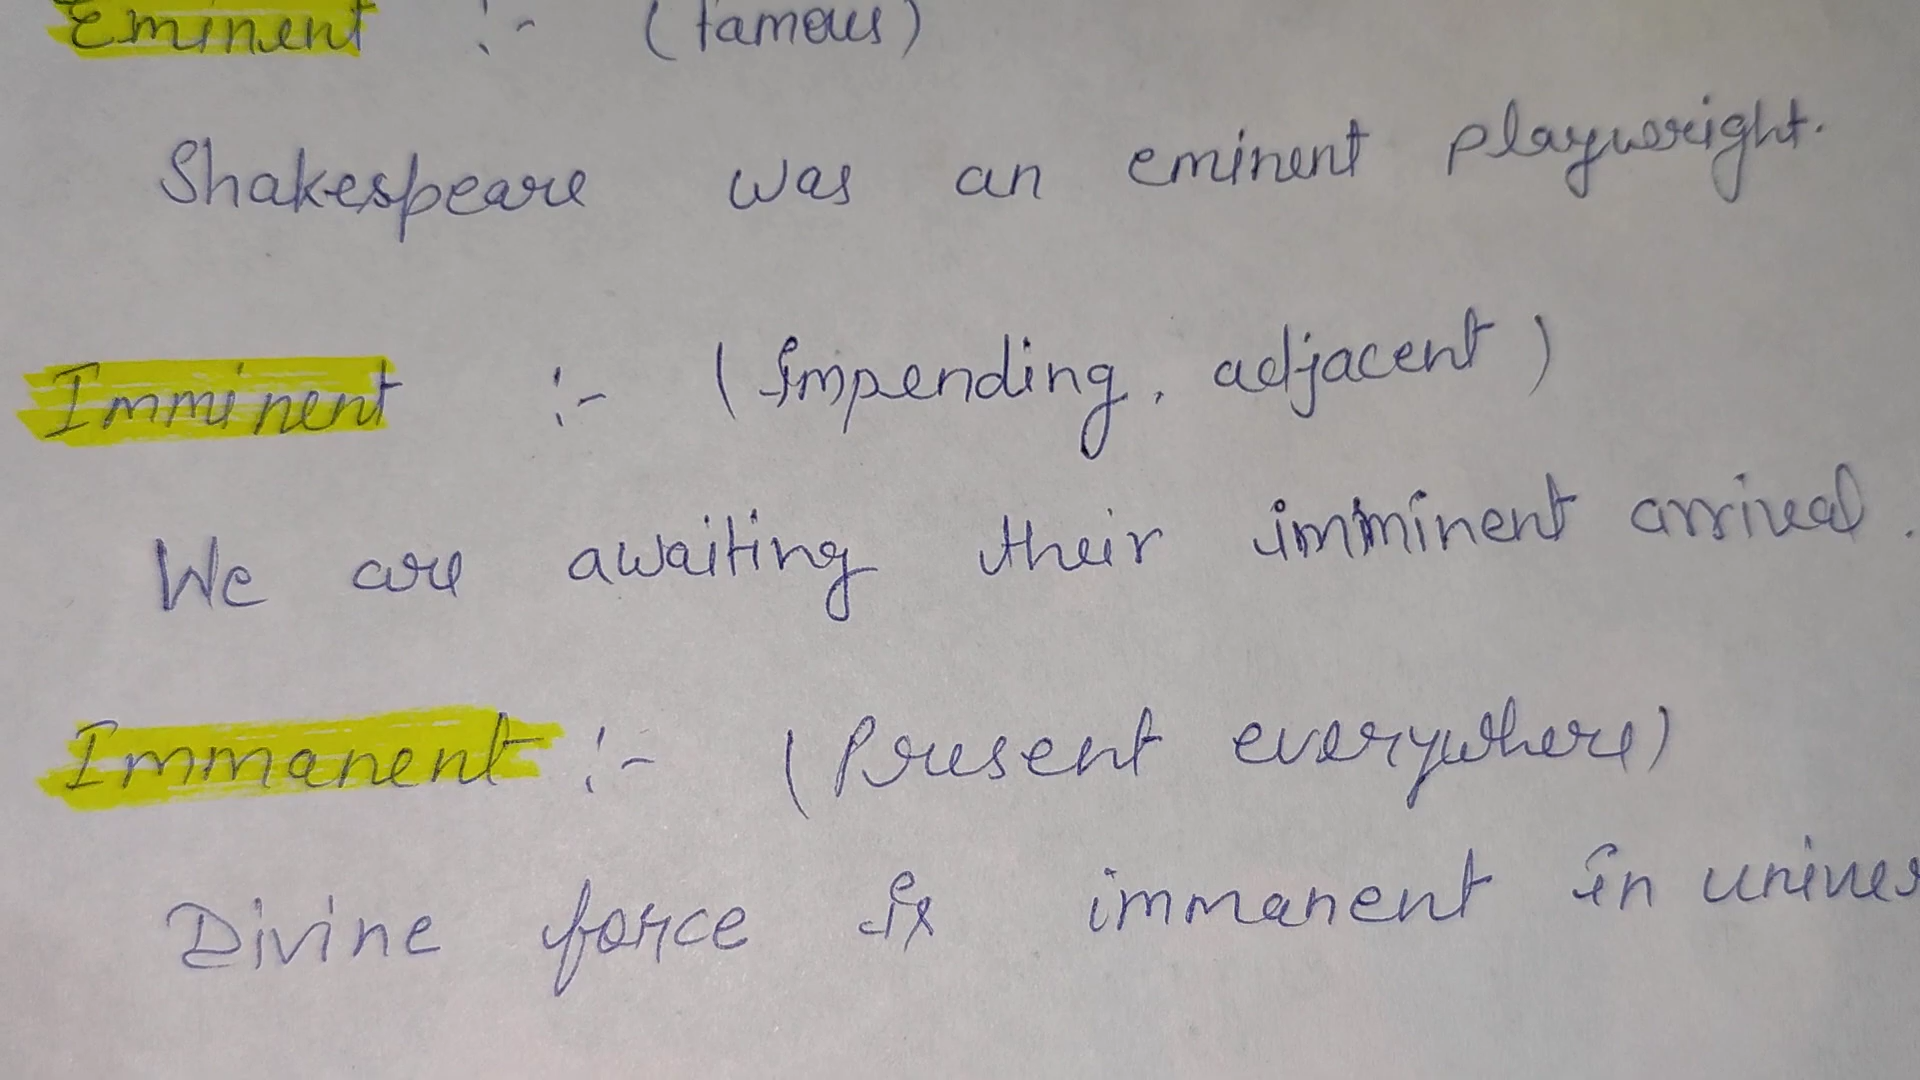 Eminent :- (famous)
Shakespeare was an eminent playwright.
Imminent :- (Impending, adjacent)
We are awaiting their imminent arrival.
Immanent :- (Present everywhere)
Divine force is immanent in